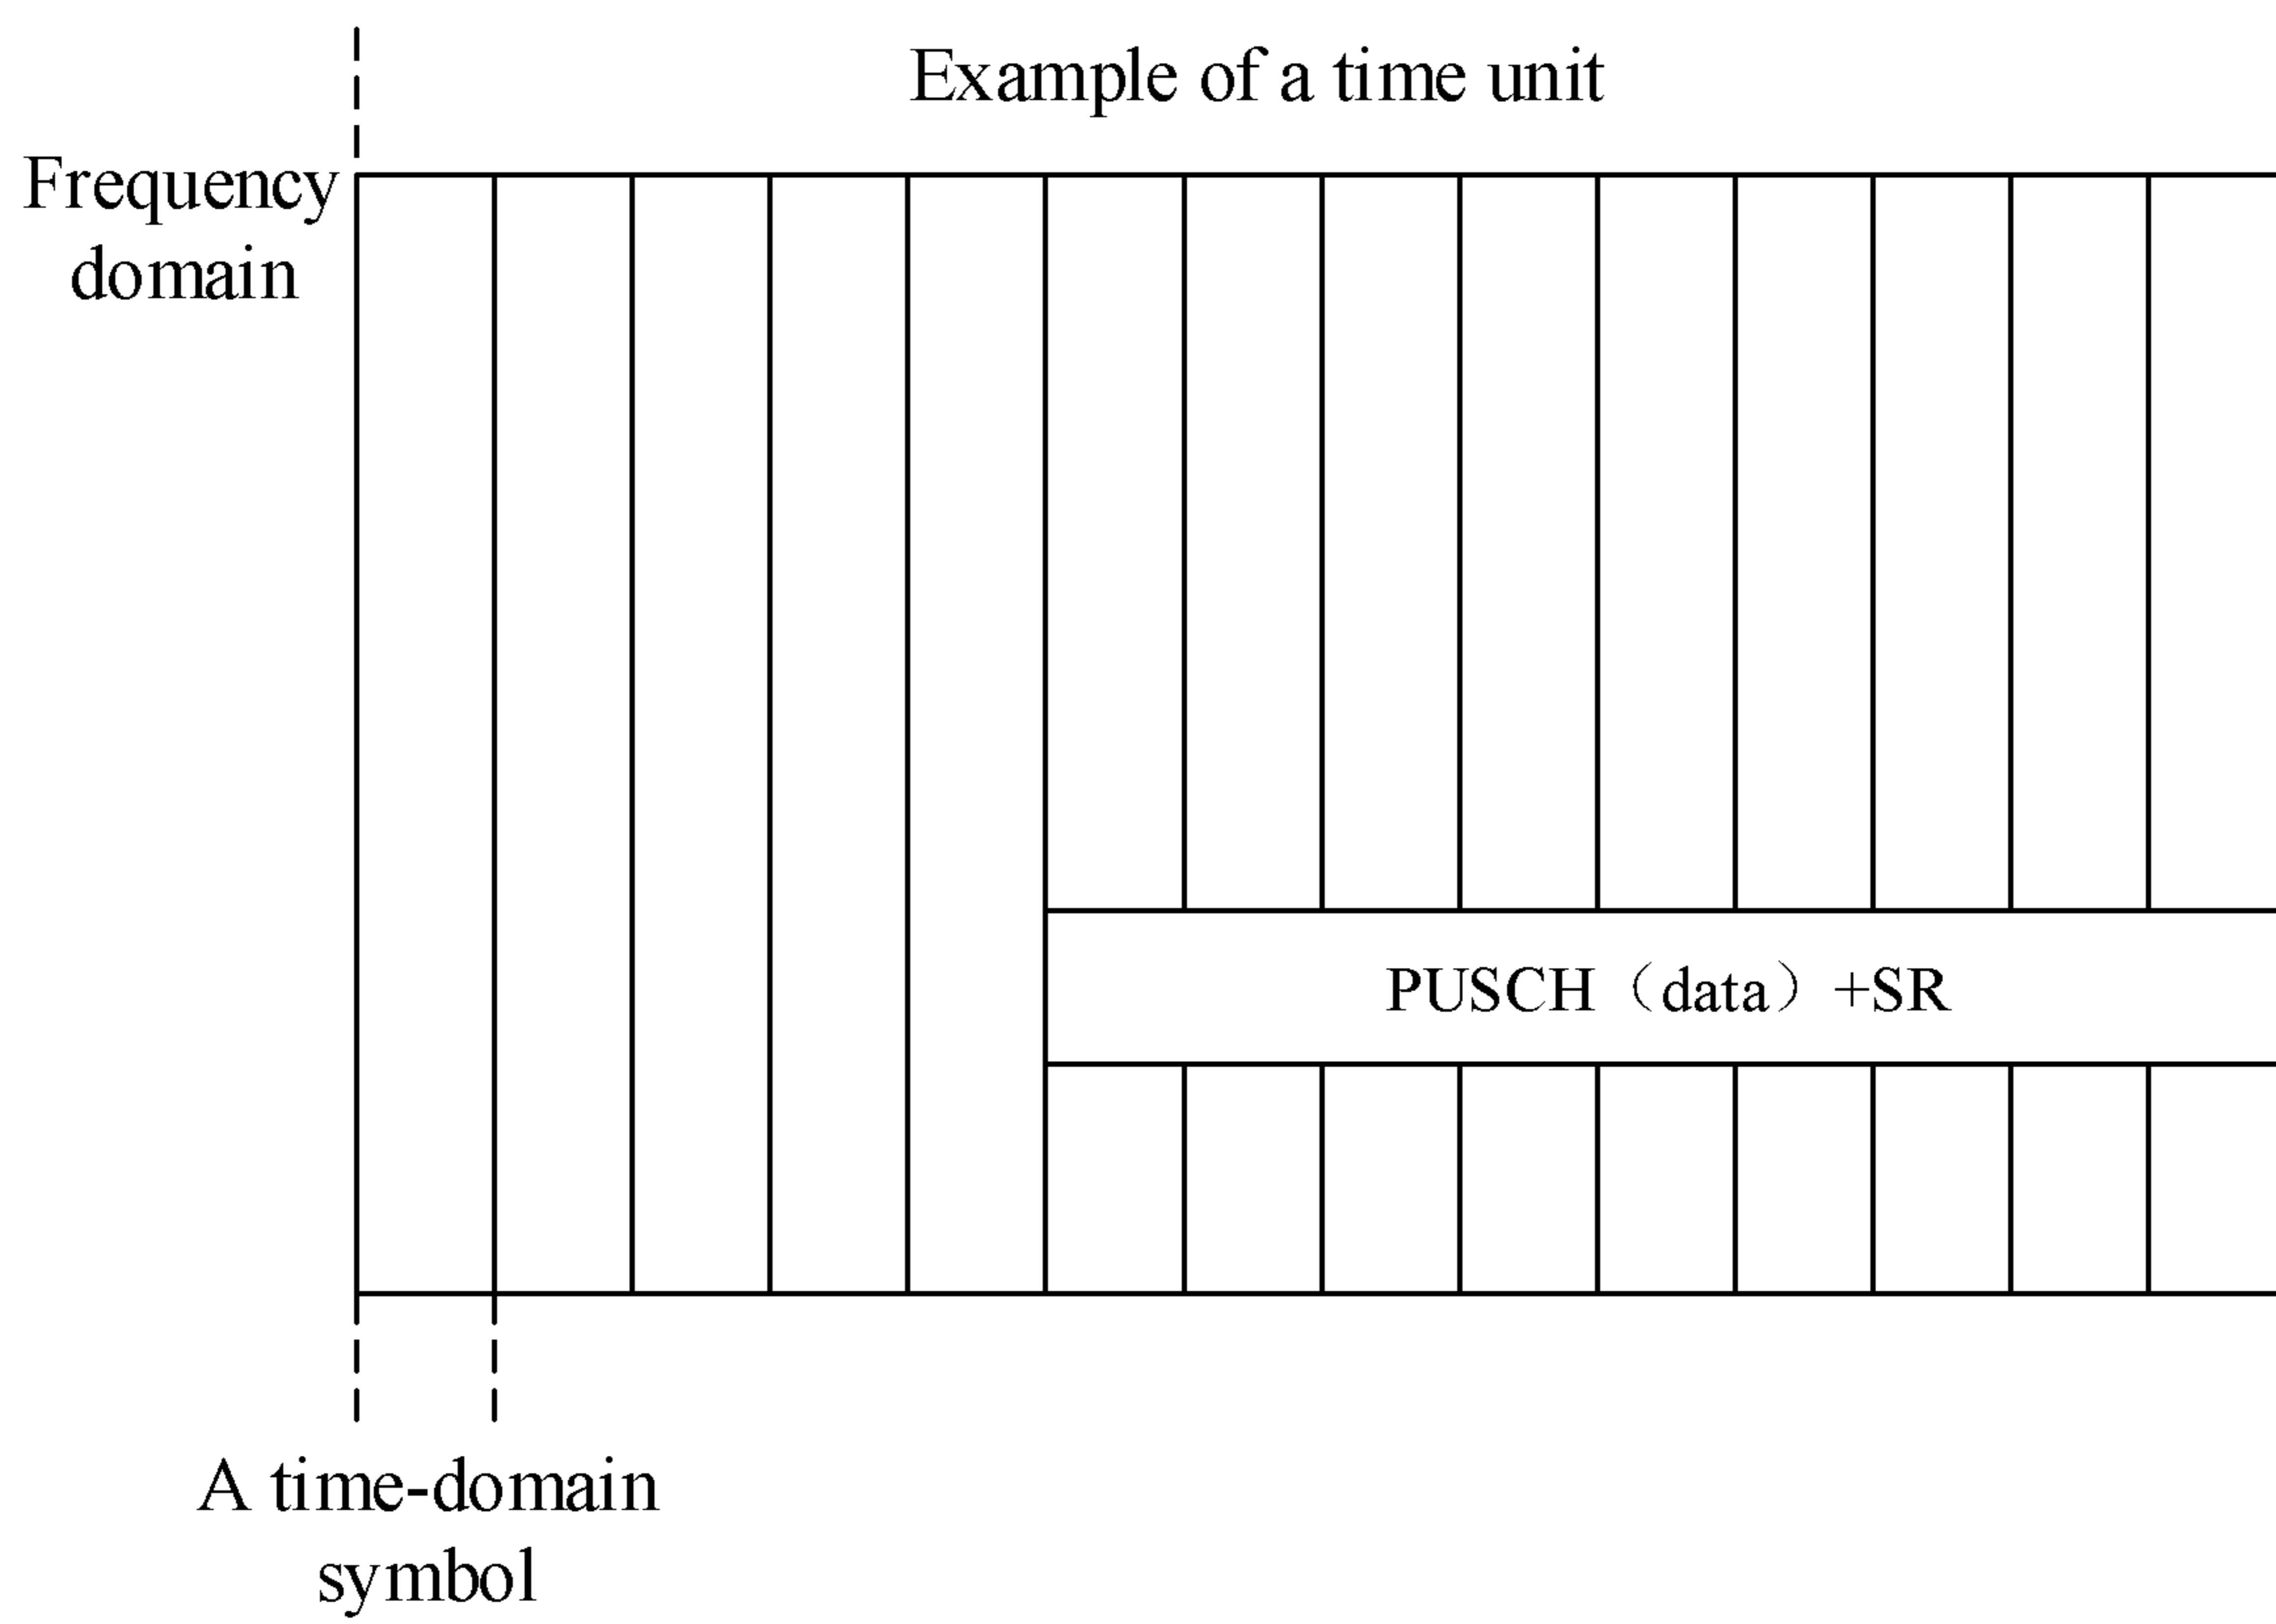 Example of a time unit
Frequency
domain
PUSCH（data）+SR
A time-domain
symbol